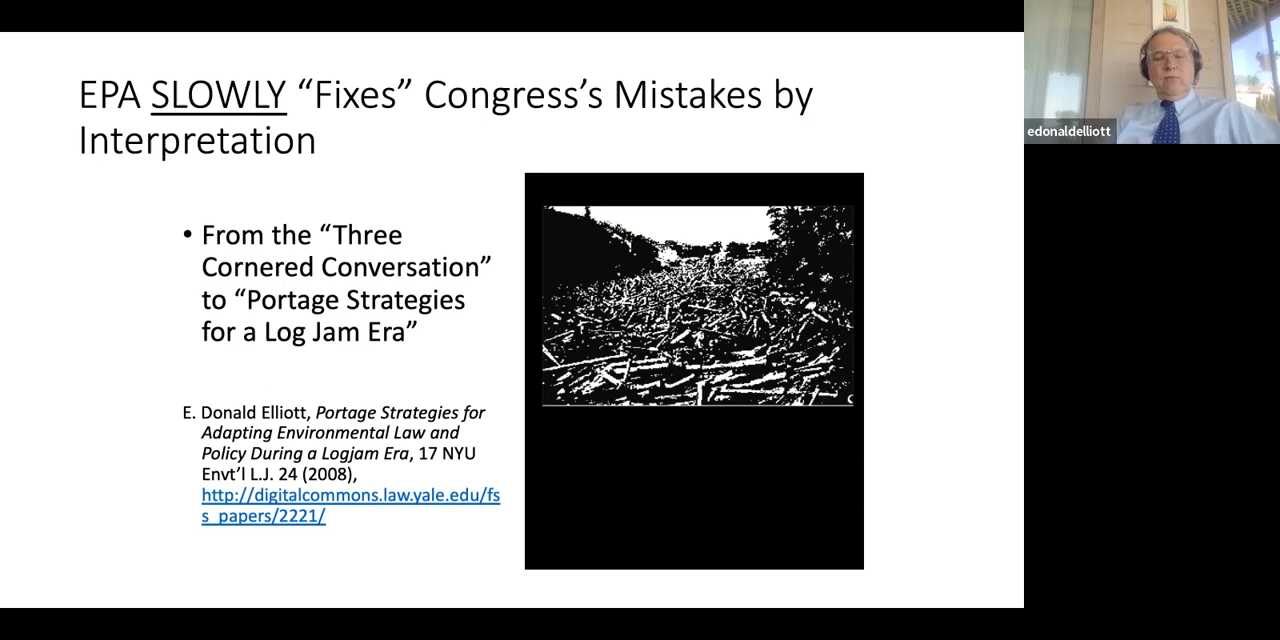 EPA SLOWLY “Fixes” Congress’s Mistakes by
Interpretation
• From the “Three
Cornered Conversation”
to “Portage Strategies
for a Log Jam Era”
E. Donald Elliott, Portage Strategies for
Adapting Environmental Law and
Policy During a Logjam Era, 17 NYU
Envt’l L.J. 24 (2008),
http://digitalcommons.law.yale.edu/fs
s_papers/2221/
edonaldelliott